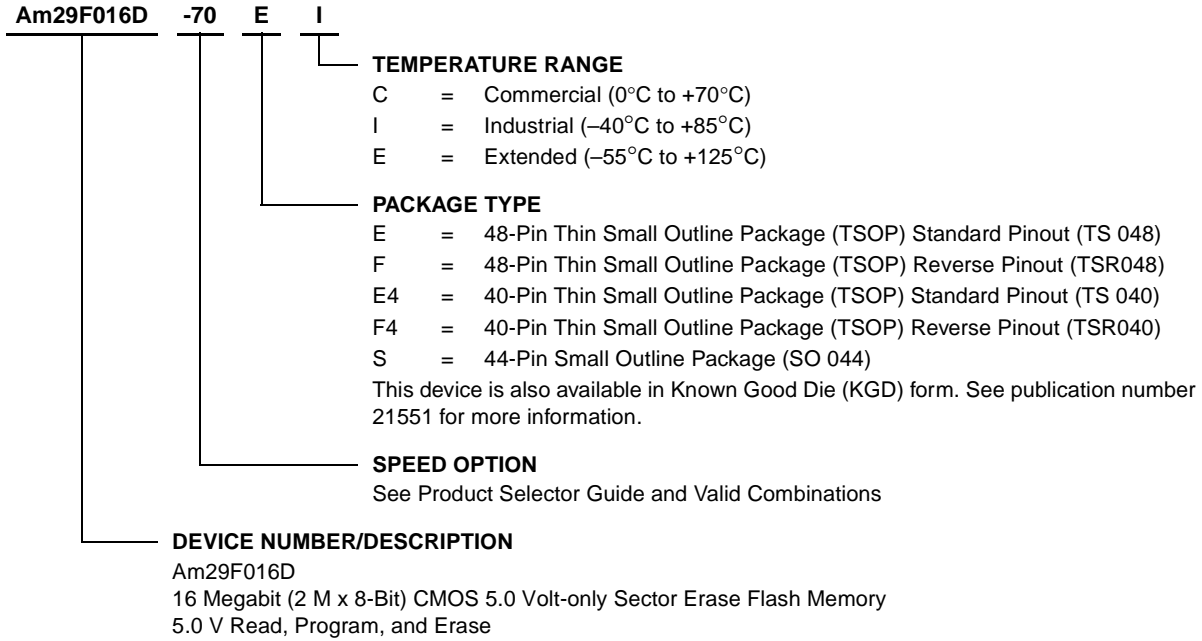 Am29F016D -70 E I
TEMPERATURE RANGE
C = Commercial (0°C to +70°C)
I = Industrial (–40°C to +85°C)
E = Extended (–55°C to +125°C)
PACKAGE TYPE
E = 48-Pin Thin Small Outline Package (TSOP) Standard Pinout (TS 048)
F = 48-Pin Thin Small Outline Package (TSOP) Reverse Pinout (TSR048)
E4 = 40-Pin Thin Small Outline Package (TSOP) Standard Pinout (TS 040)
F4 = 40-Pin Thin Small Outline Package (TSOP) Reverse Pinout (TSR040)
S = 44-Pin Small Outline Package (SO 044)
This device is also available in Known Good Die (KGD) form. See publication number
21551 for more information.
SPEED OPTION
See Product Selector Guide and Valid Combinations
DEVICE NUMBER/DESCRIPTION
Am29F016D
16 Megabit (2 M x 8-Bit) CMOS 5.0 Volt-only Sector Erase Flash Memory
5.0 V Read, Program, and Erase